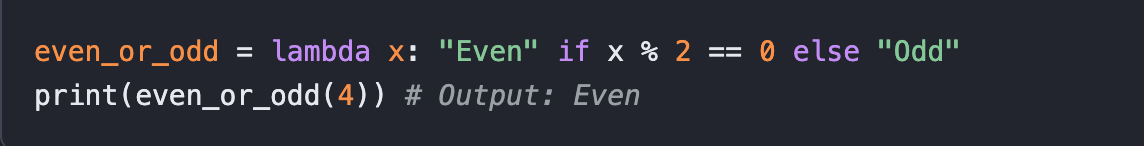 even_or_odd = lambda x: "Even" if x % 2 == 0 else "Odd"
print(even_or_odd(4)) # Output: Even